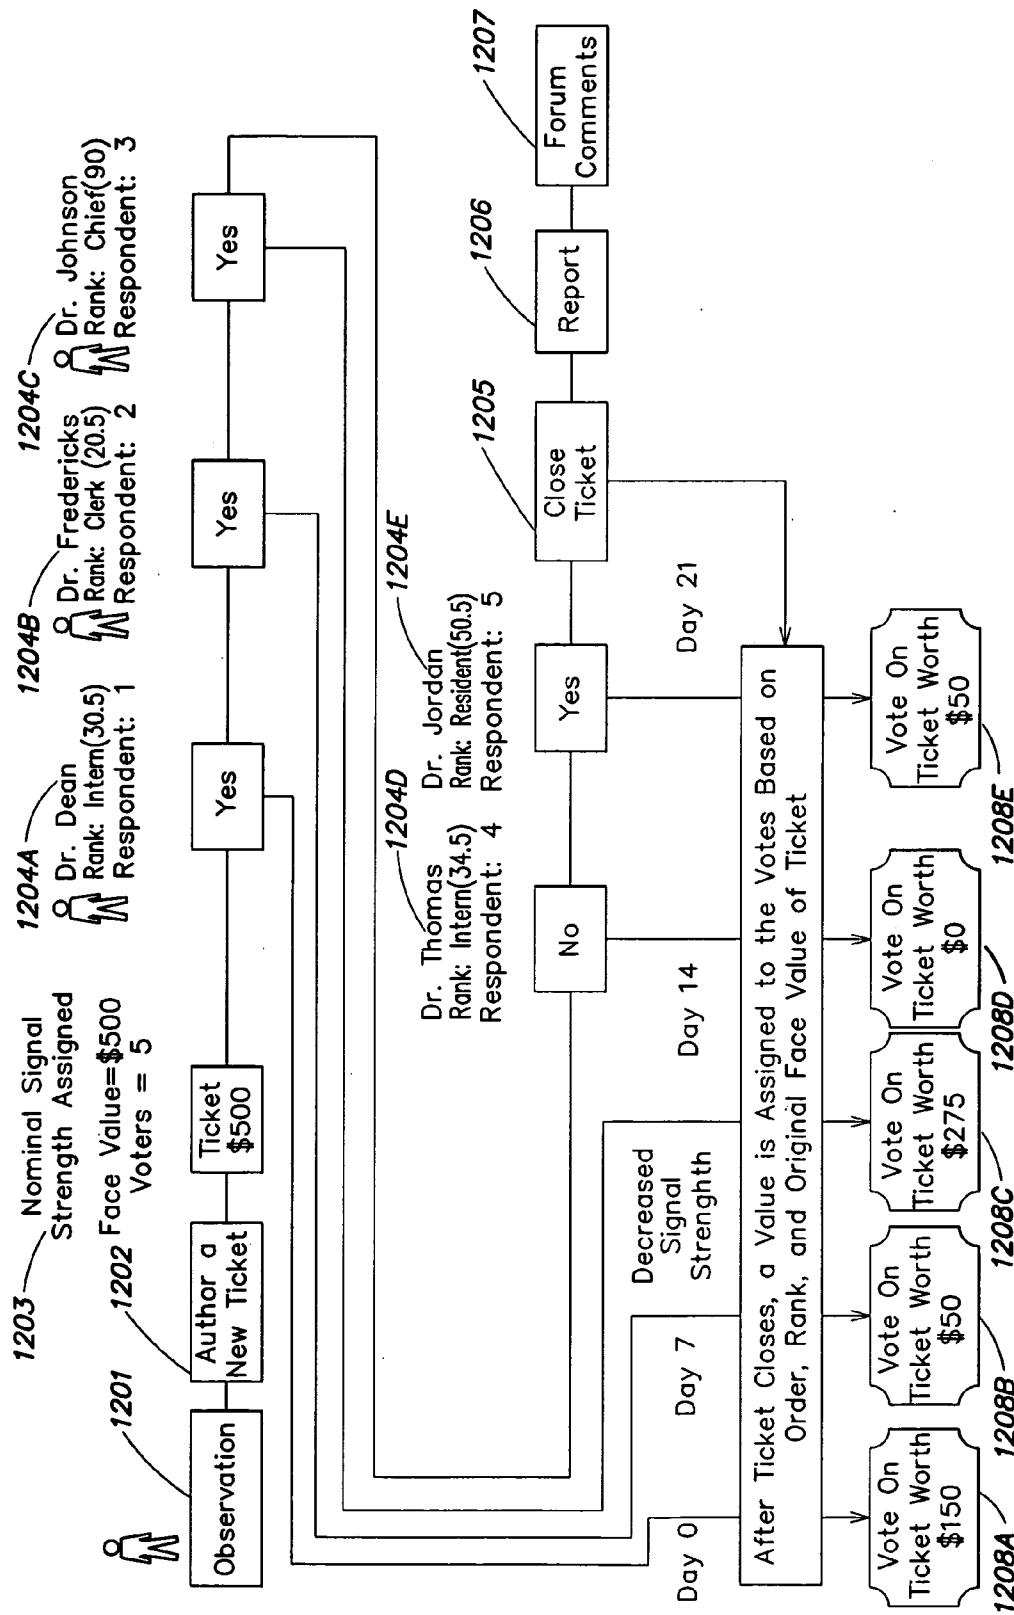 1203
Nominal Signal
Strength Assigned
1202
Face Value=$500
Voters = 5
1201
Observation
Author a
New Ticket
Ticket
$500
1204A
Dr. Dean
Rank: Intern(30.5)
Respondent: 1
Yes
1204B
Dr. Fredericks
Rank: Clerk (20.5)
Respondent: 2
Yes
1204C
Dr. Johnson
Rank: Chief(90)
Respondent: 3
Yes
1204D
Dr. Thomas
Rank: Intern(34.5)
Respondent: 4
No
1204E
Dr. Jordan
Rank: Resident(50.5)
Respondent: 5
Yes
1205
Close
Ticket
1206
Report
1207
Forum
Comments
Day 0
Day 7
Decreased
Signal
Strenghth
Day 14
Day 21
After Ticket Closes, a Value is Assigned to the Votes Based on
Order, Rank, and Original Face Value of Ticket
Vote On
Ticket Worth
$150
1208A
Vote On
Ticket Worth
$50
1208B
Vote On
Ticket Worth
$275
1208C
Vote On
Ticket Worth
$0
1208D
Vote On
Ticket Worth
$50
1208E